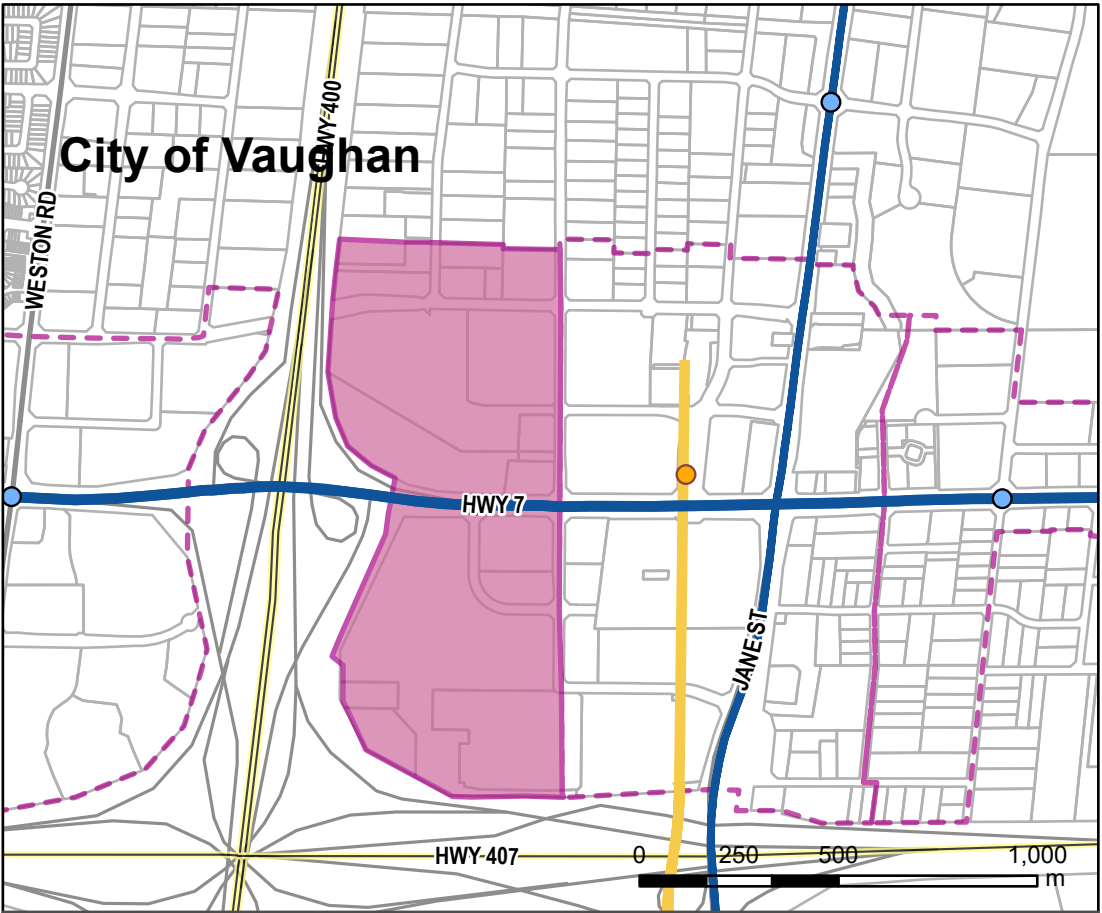 HWY 400
City of Vaughan
WESTON RD
HWY 7
JANE ST
HWY 407
0 250 500 1,000
m